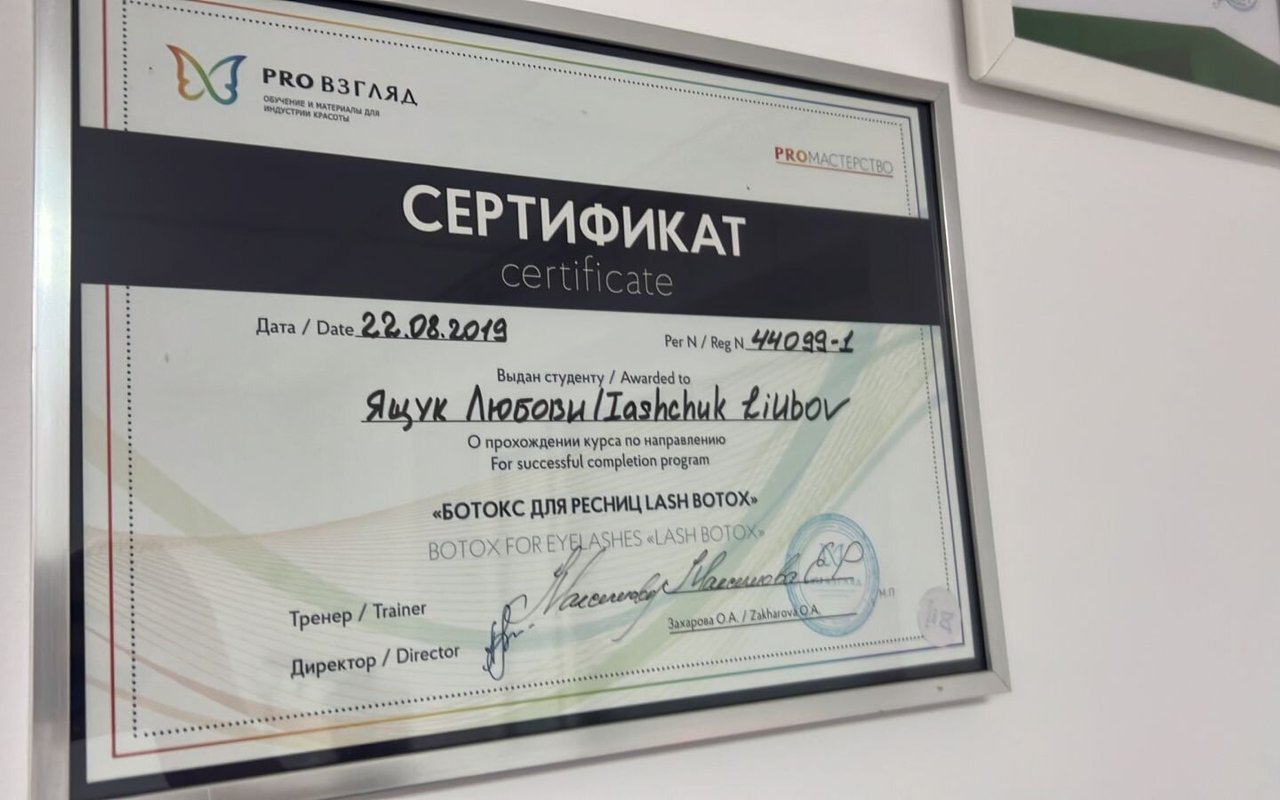 PRO ВЗГЛЯД
ОБУЧЕНИЕ И МАТЕРИАЛЫ ДЛЯ
ИНДУСТРИИ КРАСОТЫ
PROМАСТЕРСТВО
СЕРТИФИКАТ
certificate
Дата / Date 22.08.2019
Рег N / Reg N 44099-1
Выдан студенту / Awarded to
Ящук Любови/Iashchuk Liubov
О прохождении курса по направлению
For successful completion program
«БОТОКС ДЛЯ РЕСНИЦ LASH BOTOX»
BOTOX FOR EYELASHES «LASH BOTOX»
Тренер / Trainer
Захарова О.А. / Zakharova O.A.
М.П
Директор / Director